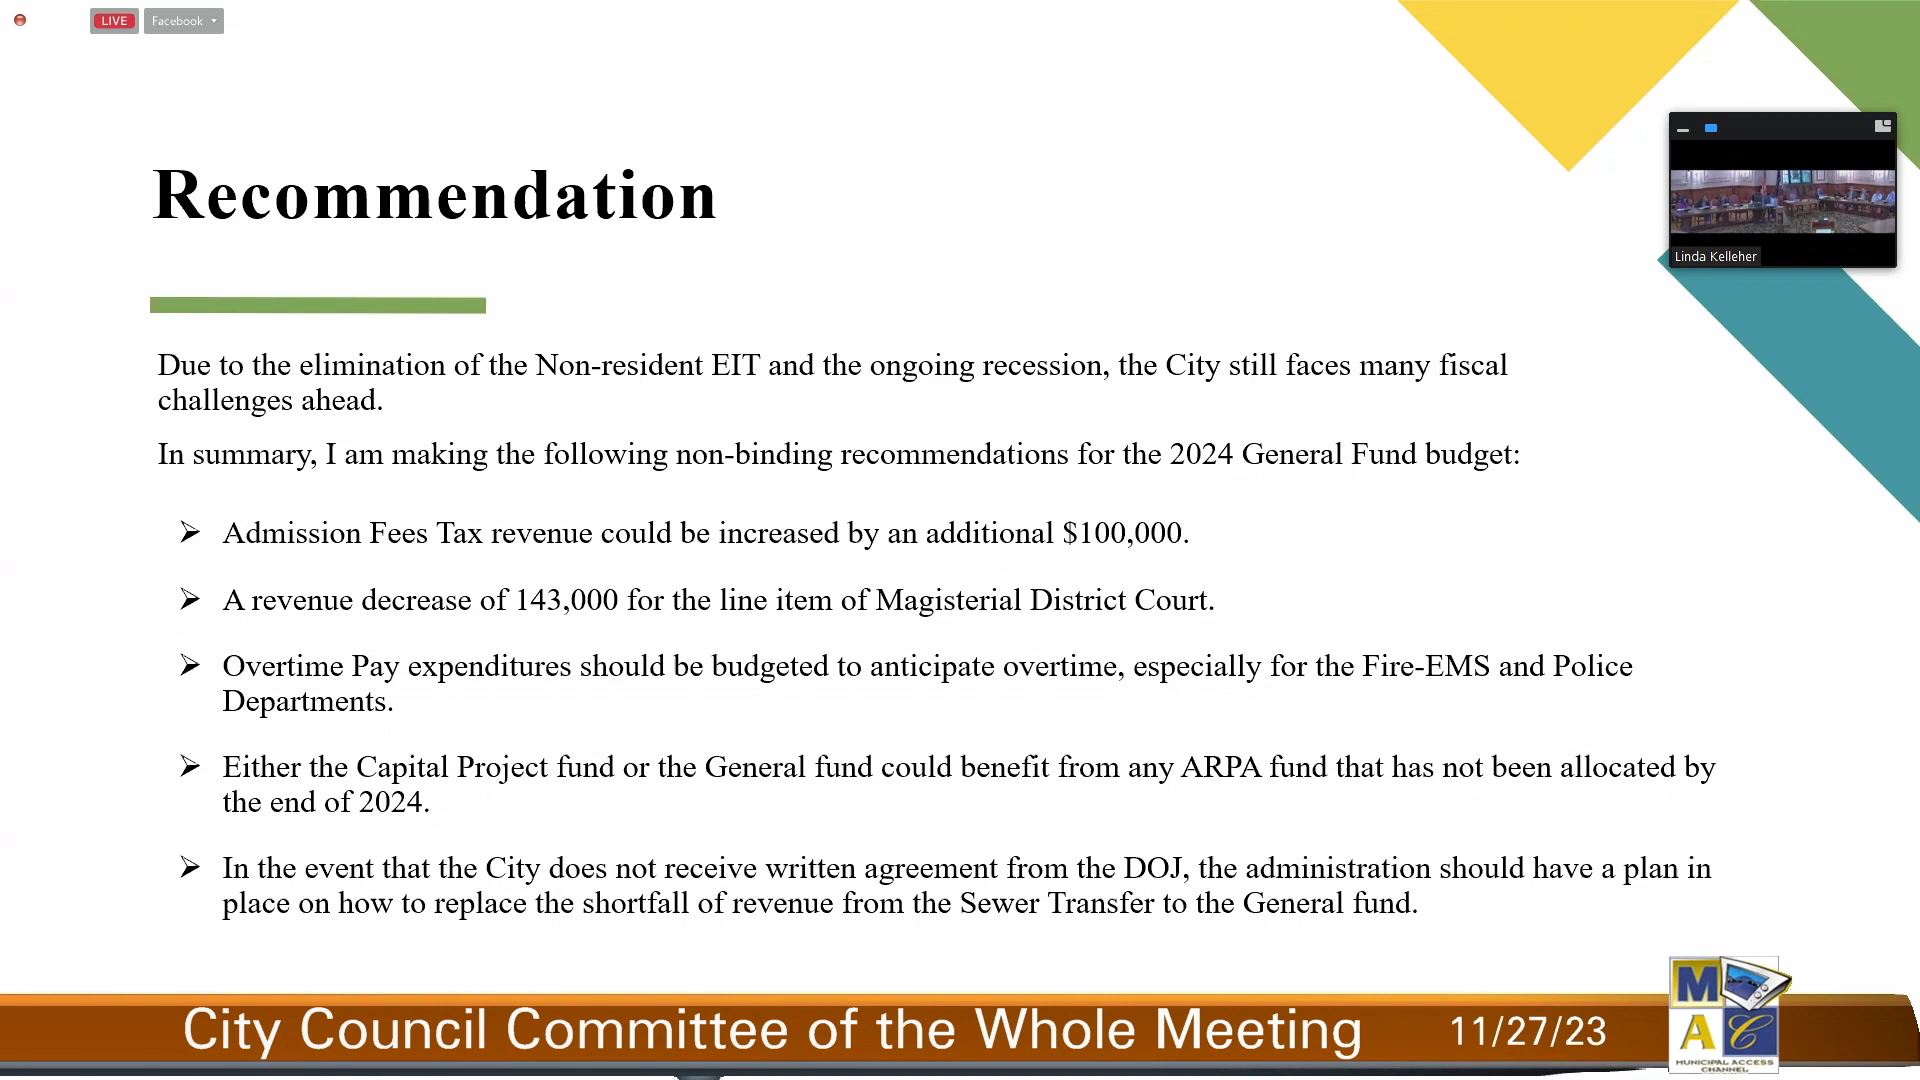 LIVE
Facebook
Recommendation
Linda Kelleher
Due to the elimination of the Non-resident EIT and the ongoing recession, the City still faces many fiscal
challenges ahead.
In summary, I am making the following non-binding recommendations for the 2024 General Fund budget:
➢ Admission Fees Tax revenue could be increased by an additional $100,000.
➢ A revenue decrease of 143,000 for the line item of Magisterial District Court.
➢ Overtime Pay expenditures should be budgeted to anticipate overtime, especially for the Fire-EMS and Police
Departments.
➢ Either the Capital Project fund or the General fund could benefit from any ARPA fund that has not been allocated by
the end of 2024.
➢ In the event that the City does not receive written agreement from the DOJ, the administration should have a plan in
place on how to replace the shortfall of revenue from the Sewer Transfer to the General fund.
City Council Committee of the Whole Meeting 11/27/23
M
A C
MUNICIPAL ACCESS
CHANNEL